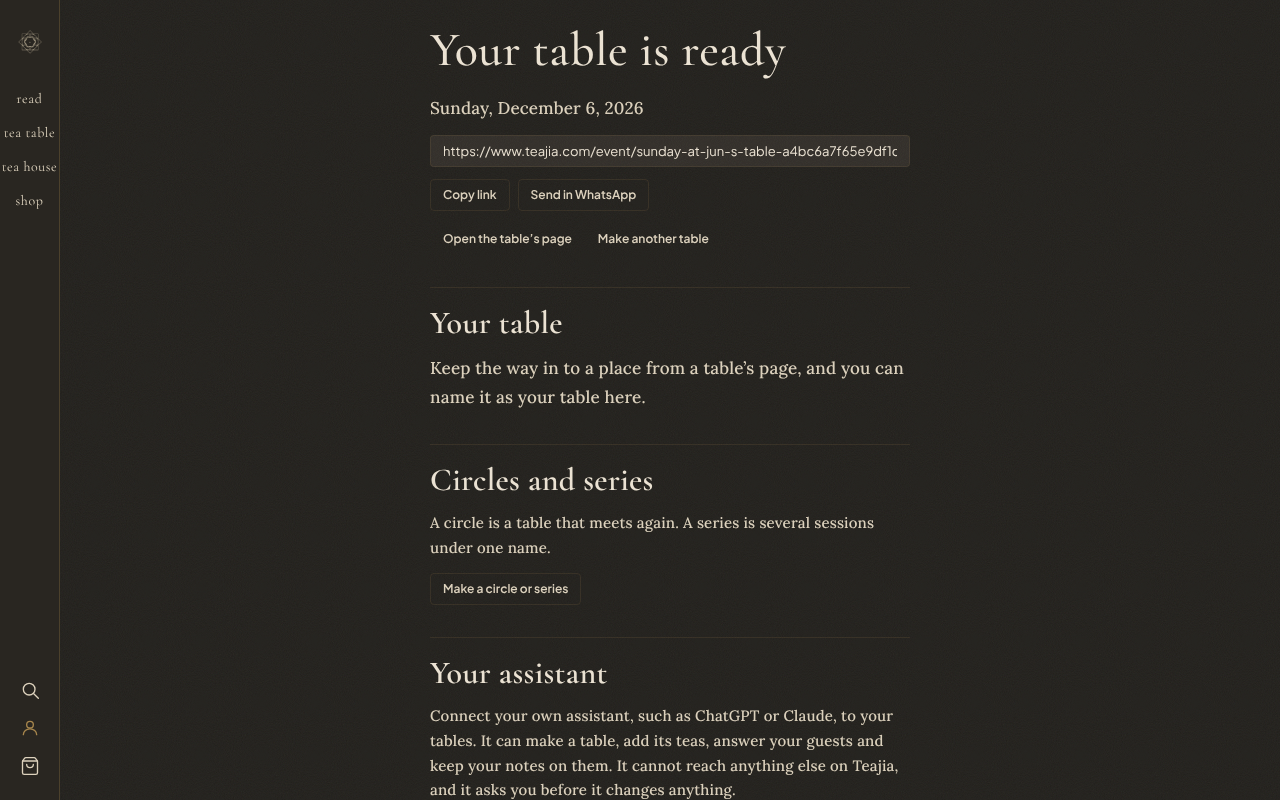 read
tea table
tea house
shop
Your table is ready
Sunday, December 6, 2026
https://www.teajia.com/event/sunday-at-jun-s-table-a4bc6a7f65e9df1c
Copy link
Send in WhatsApp
Open the table’s page
Make another table
Your table
Keep the way in to a place from a table’s page, and you can
name it as your table here.
Circles and series
A circle is a table that meets again. A series is several sessions
under one name.
Make a circle or series
Your assistant
Connect your own assistant, such as ChatGPT or Claude, to your
tables. It can make a table, add its teas, answer your guests and
keep your notes on them. It cannot reach anything else on Teajia,
and it asks you before it changes anything.